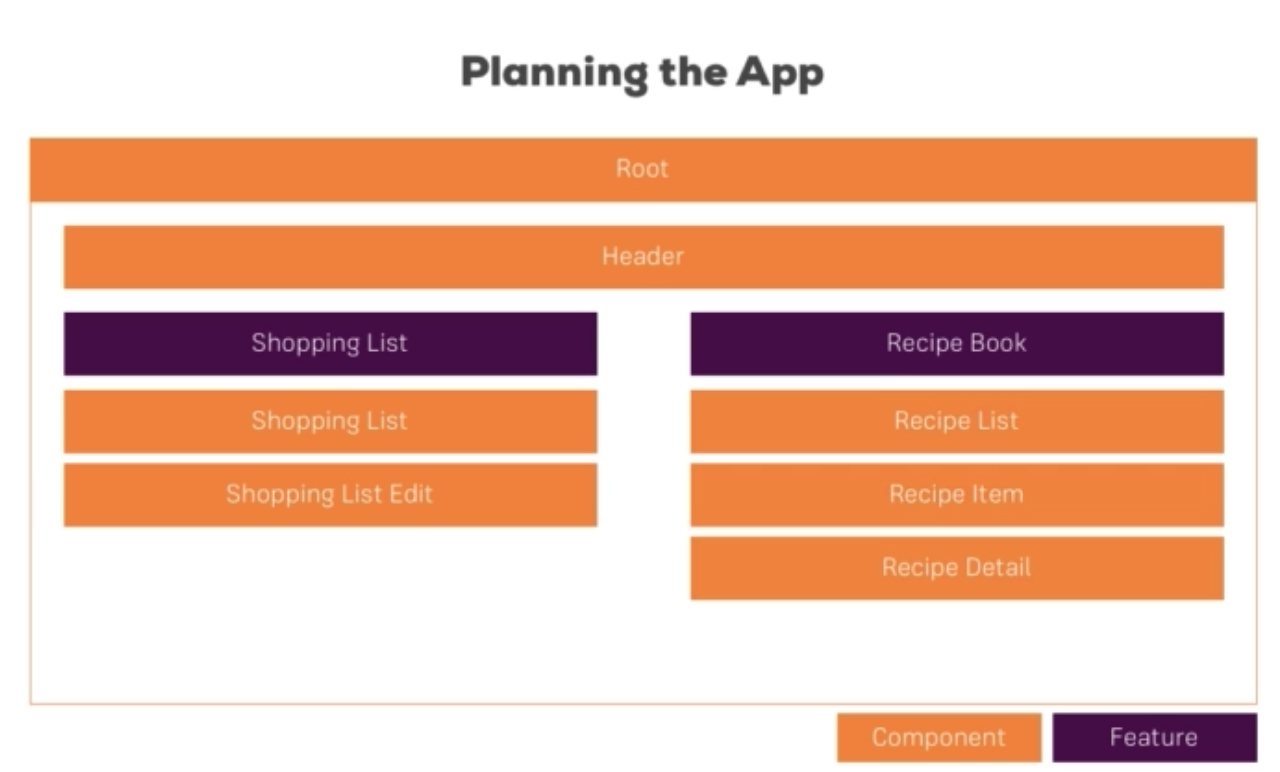 Planning the App
Root
Header
Shopping List
Shopping List
Shopping List Edit
Recipe Book
Recipe List
Recipe Item
Recipe Detail
Component
Feature